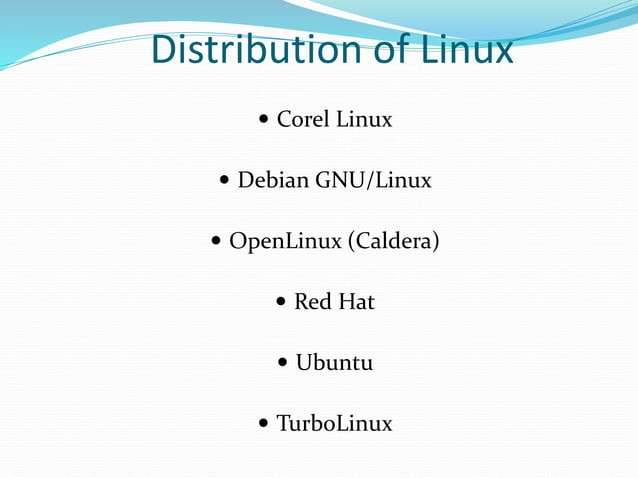 Distribution of Linux
• Corel Linux
• Debian GNU/Linux
• OpenLinux (Caldera)
• Red Hat
• Ubuntu
• TurboLinux